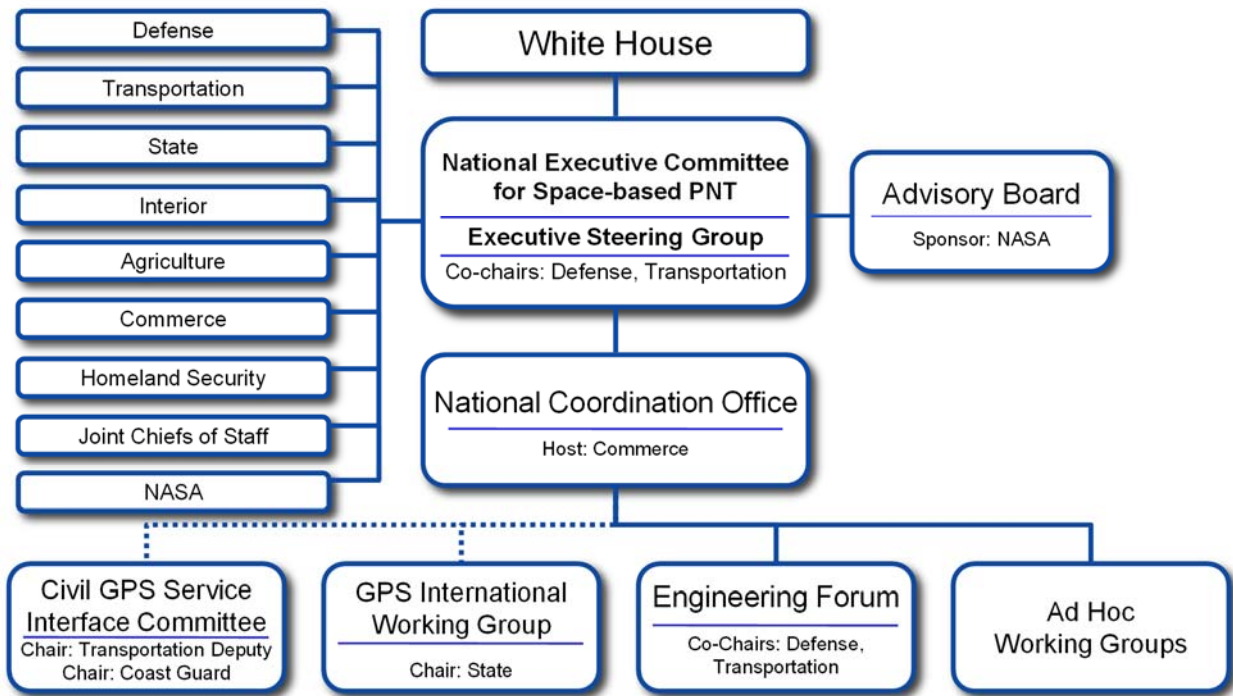 Defense
Transportation
State
Interior
Agriculture
Commerce
Homeland Security
Joint Chiefs of Staff
NASA
White House
National Executive Committee
for Space-based PNT
Executive Steering Group
Co-chairs: Defense, Transportation
Advisory Board
Sponsor: NASA
National Coordination Office
Host: Commerce
Civil GPS Service
Interface Committee
Chair: Transportation Deputy
Chair: Coast Guard
GPS International
Working Group
Chair: State
Engineering Forum
Co-Chairs: Defense,
Transportation
Ad Hoc
Working Groups